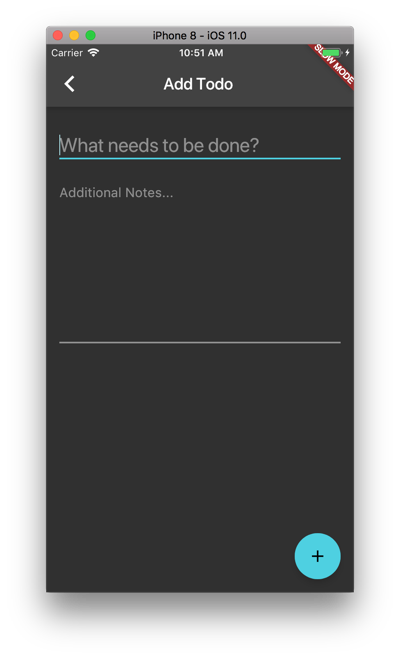 iPhone 8 - iOS 11.0
Carrier 10:51 AM
SLOW MODE
Add Todo
What needs to be done?
Additional Notes...